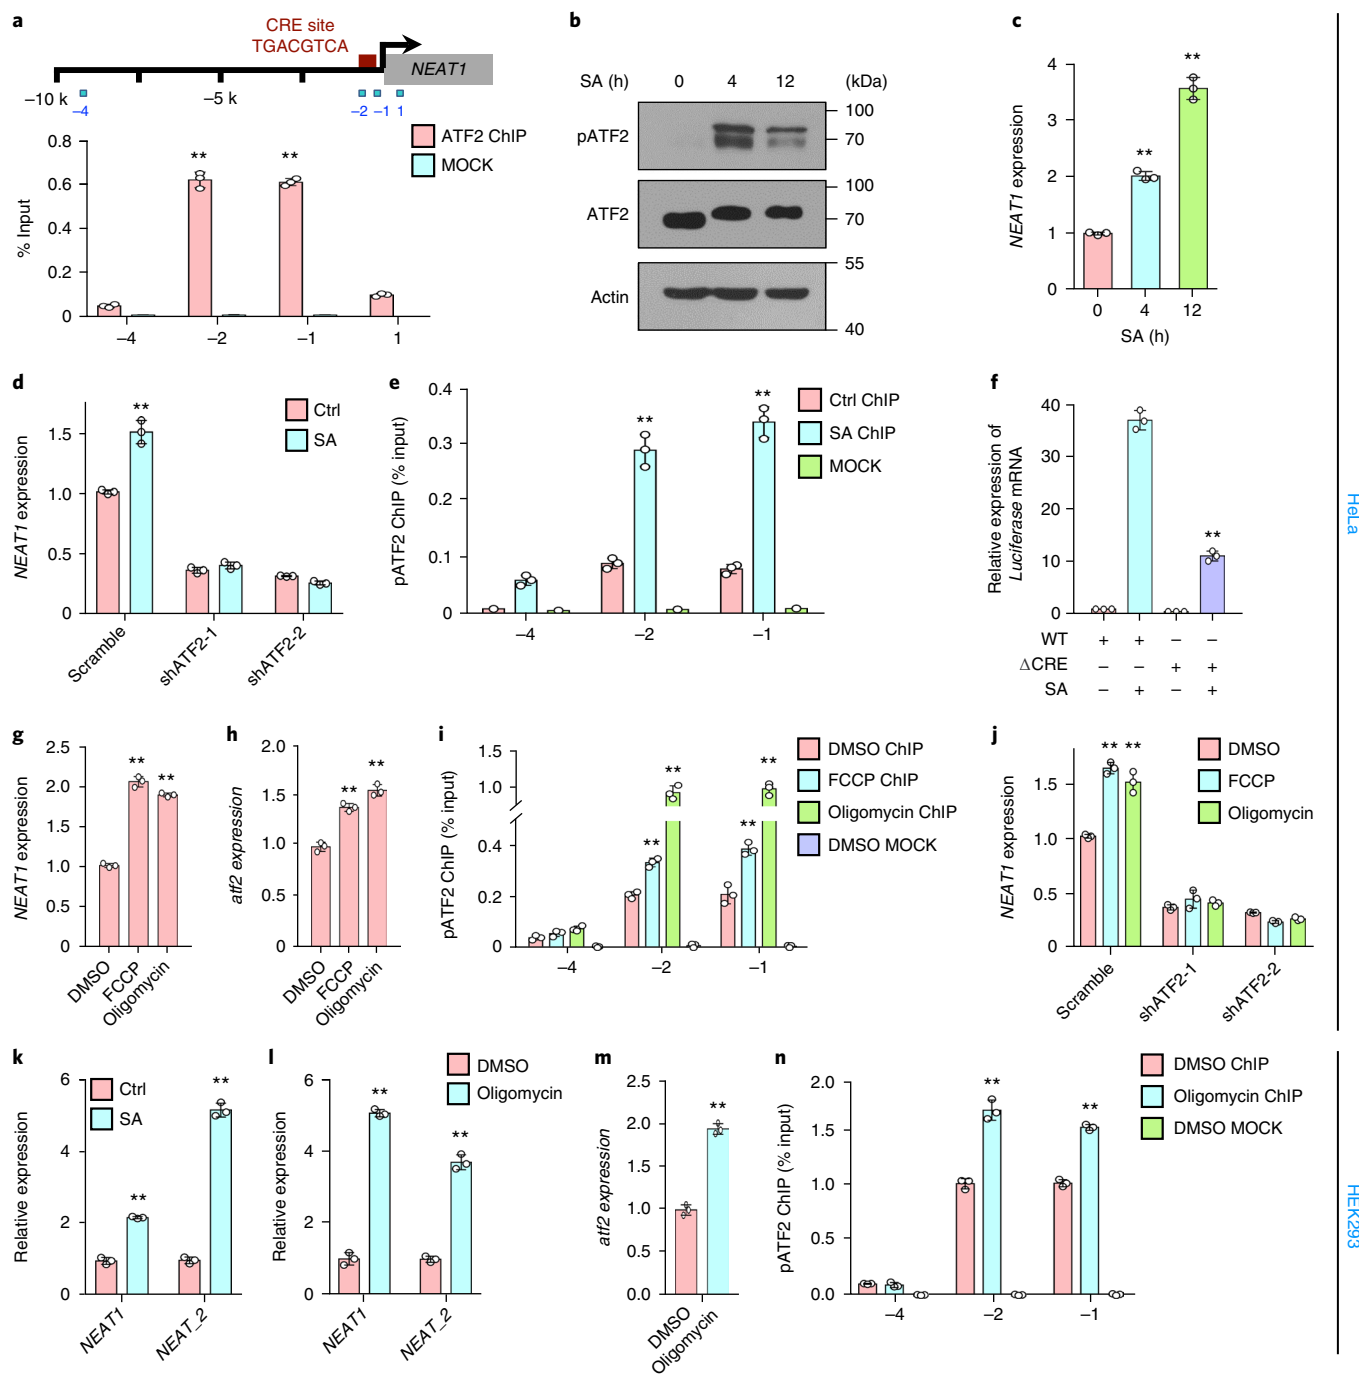 a
CRE site
TGACGTCA
NEAT1
–10 k
–5 k
–4
–2
–1
1
ATF2 ChIP
MOCK
0.8
0.6
0.4
0.2
0
% Input
**
**
–4
–2
–1
1
b
SA (h)
0
4
12
(kDa)
pATF2
100
70
ATF2
100
70
Actin
55
40
c
NEAT1 expression
4
3
2
1
0
**
**
0
4
12
SA (h)
d
NEAT1 expression
1.5
1.0
0.5
0
**
Ctrl
SA
Scramble
shATF2-1
shATF2-2
e
pATF2 ChIP (% input)
0.4
0.3
0.2
0.1
0
**
**
Ctrl ChIP
SA ChIP
MOCK
–4
–2
–1
f
Relative expression of
Luciferase mRNA
40
30
20
10
0
**
WT + + – –
ΔCRE – – + +
SA – + – +
HeLa
g
NEAT1 expression
2.5
2.0
1.5
1.0
0.5
0
**
**
DMSO
FCCP
Oligomycin
h
atf2 expression
2.0
1.5
1.0
0.5
0
**
**
DMSO
FCCP
Oligomycin
i
pATF2 ChIP (% input)
1.5
1.0
0.4
0.2
0
**
**
**
**
DMSO ChIP
FCCP ChIP
Oligomycin ChIP
DMSO MOCK
–4
–2
–1
j
NEAT1 expression
1.5
1.0
0.5
0
**
**
DMSO
FCCP
Oligomycin
Scramble
shATF2-1
shATF2-2
k
Relative expression
6
4
2
0
Ctrl
SA
**
**
NEAT1
NEAT_2
l
Relative expression
6
4
2
0
DMSO
Oligomycin
**
**
NEAT1
NEAT_2
m
atf2 expression
2.5
2.0
1.5
1.0
0.5
0.0
**
DMSO
Oligomycin
n
pATF2 ChIP (% input)
2.0
1.5
1.0
0.5
0.0
**
**
DMSO ChIP
Oligomycin ChIP
DMSO MOCK
–4
–2
–1
HEK293